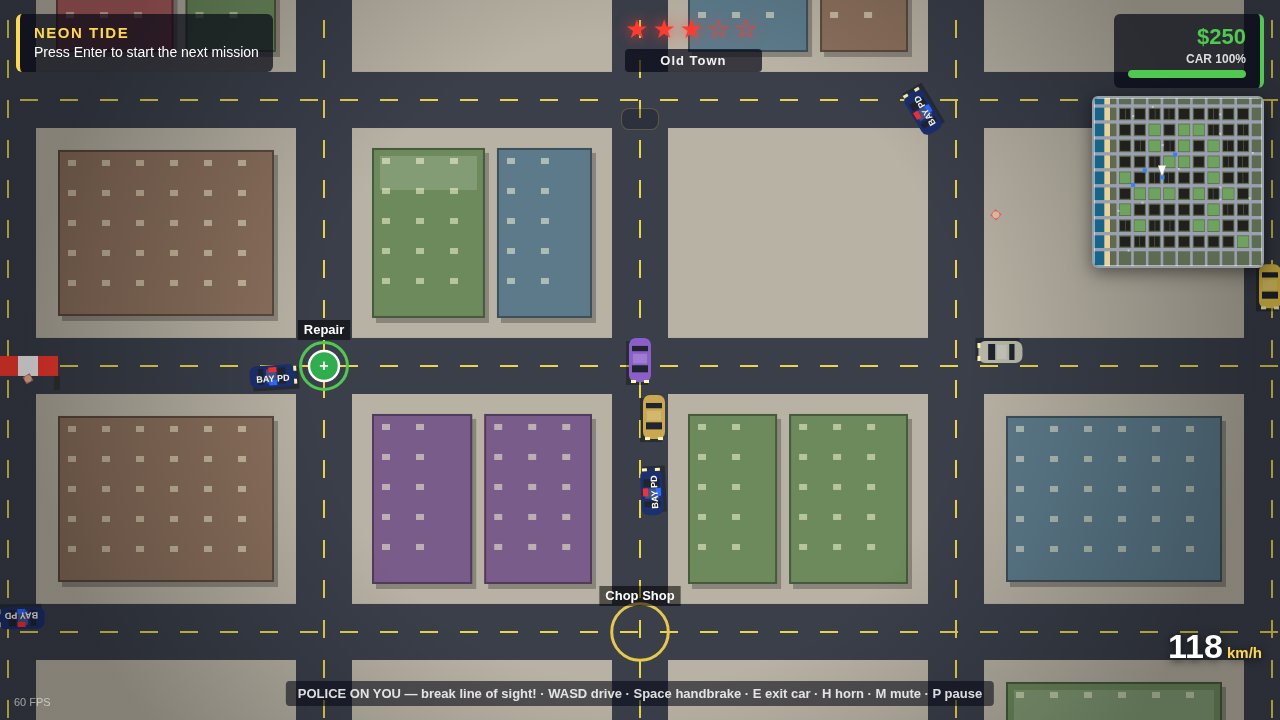 NEON TIDE
Press Enter to start the next mission
★★★☆☆
Old Town
$250
CAR 100%
BAY PD
Repair
+
BAY PD
BAY PD
Chop Shop
BAY PD
118 km/h
POLICE ON YOU — break line of sight! · WASD drive · Space handbrake · E exit car · H horn · M mute · P pause
60 FPS